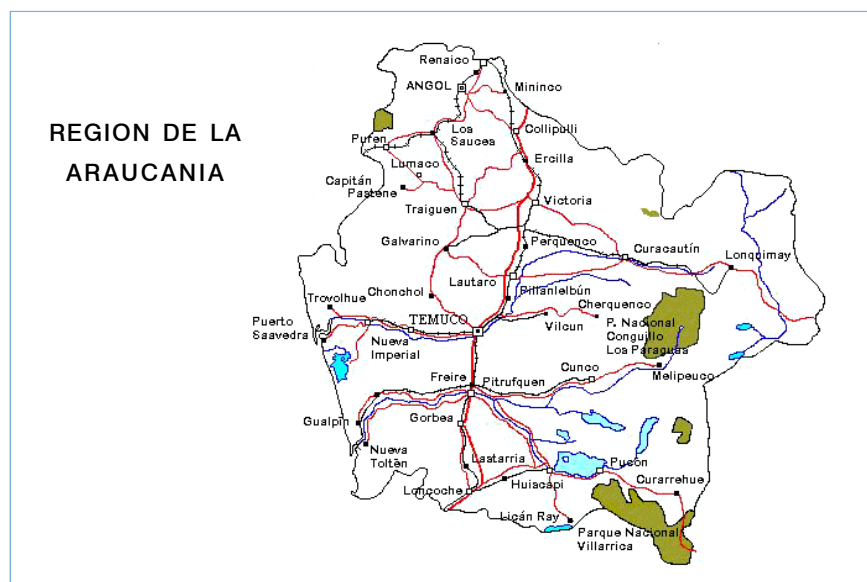 REGION DE LA
ARAUCANIA
Renaico
ANGOL
Mininco
Collipulli
Los
Sauces
Puren
Ercilla
Lumaco
Capitán
Pastene
Traiguen
Victoria
Galvarino
Perquenco
Curacautín
Lonquimay
Lautaro
Chonchol
Pillanlelbún
Trovolhue
Cherquenco
Puerto
Saavedra
TEMUCO
Vilcun
P. Nacional
Conguillo
Los Paraguas
Nueva
Imperial
Cunco
Melipeuco
Freire
Pitrufquen
Gualpín
Gorbea
Nueva
Toltén
Lastarria
Pucón
Huiscapi
Curarrehue
Loncoche
Licán Ray
Parque Nacional
Villarrica